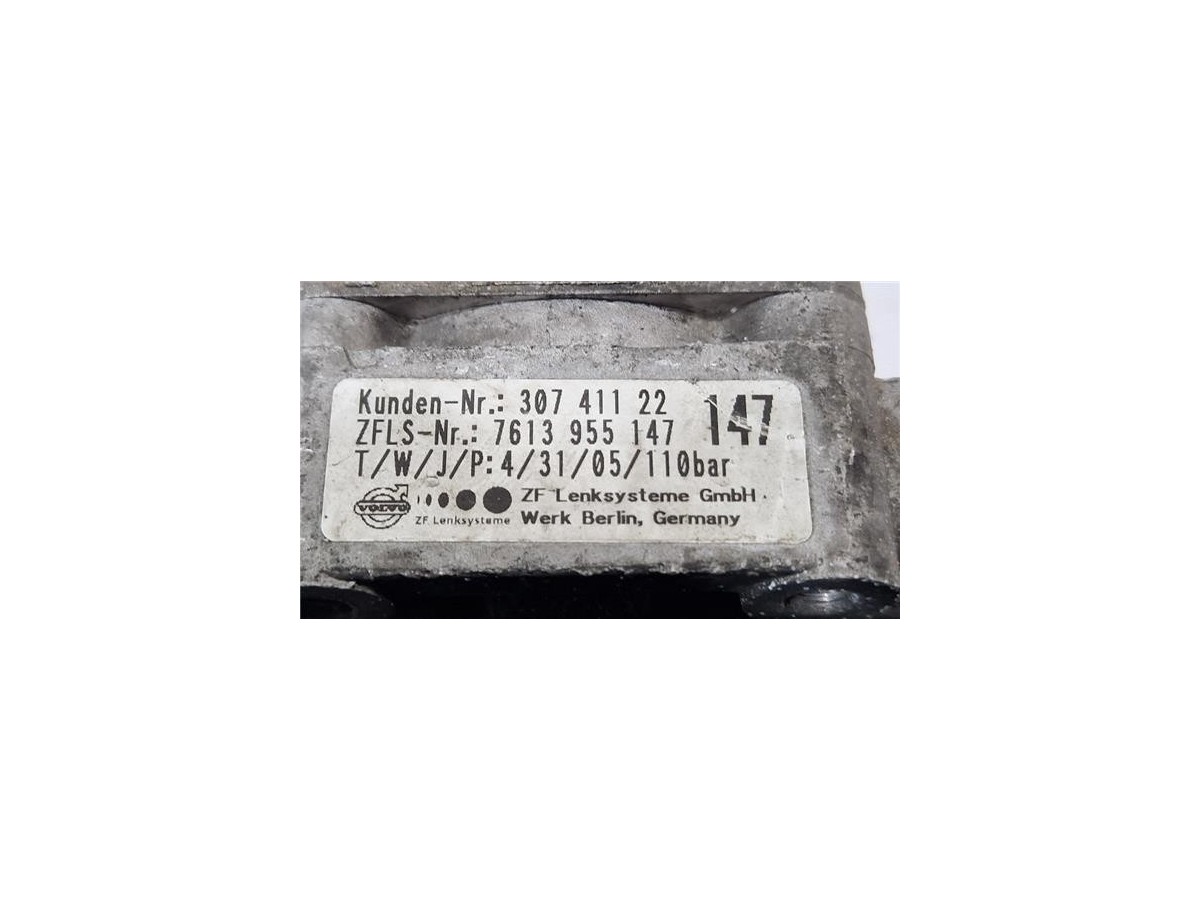 Kunden-Nr.: 307 411 22
147
ZFLS-Nr.: 7613 955 147
T/W/J/P: 4/31/05/110bar
VOLVO
ZF Lenksysteme
ZF Lenksysteme GmbH
Werk Berlin, Germany